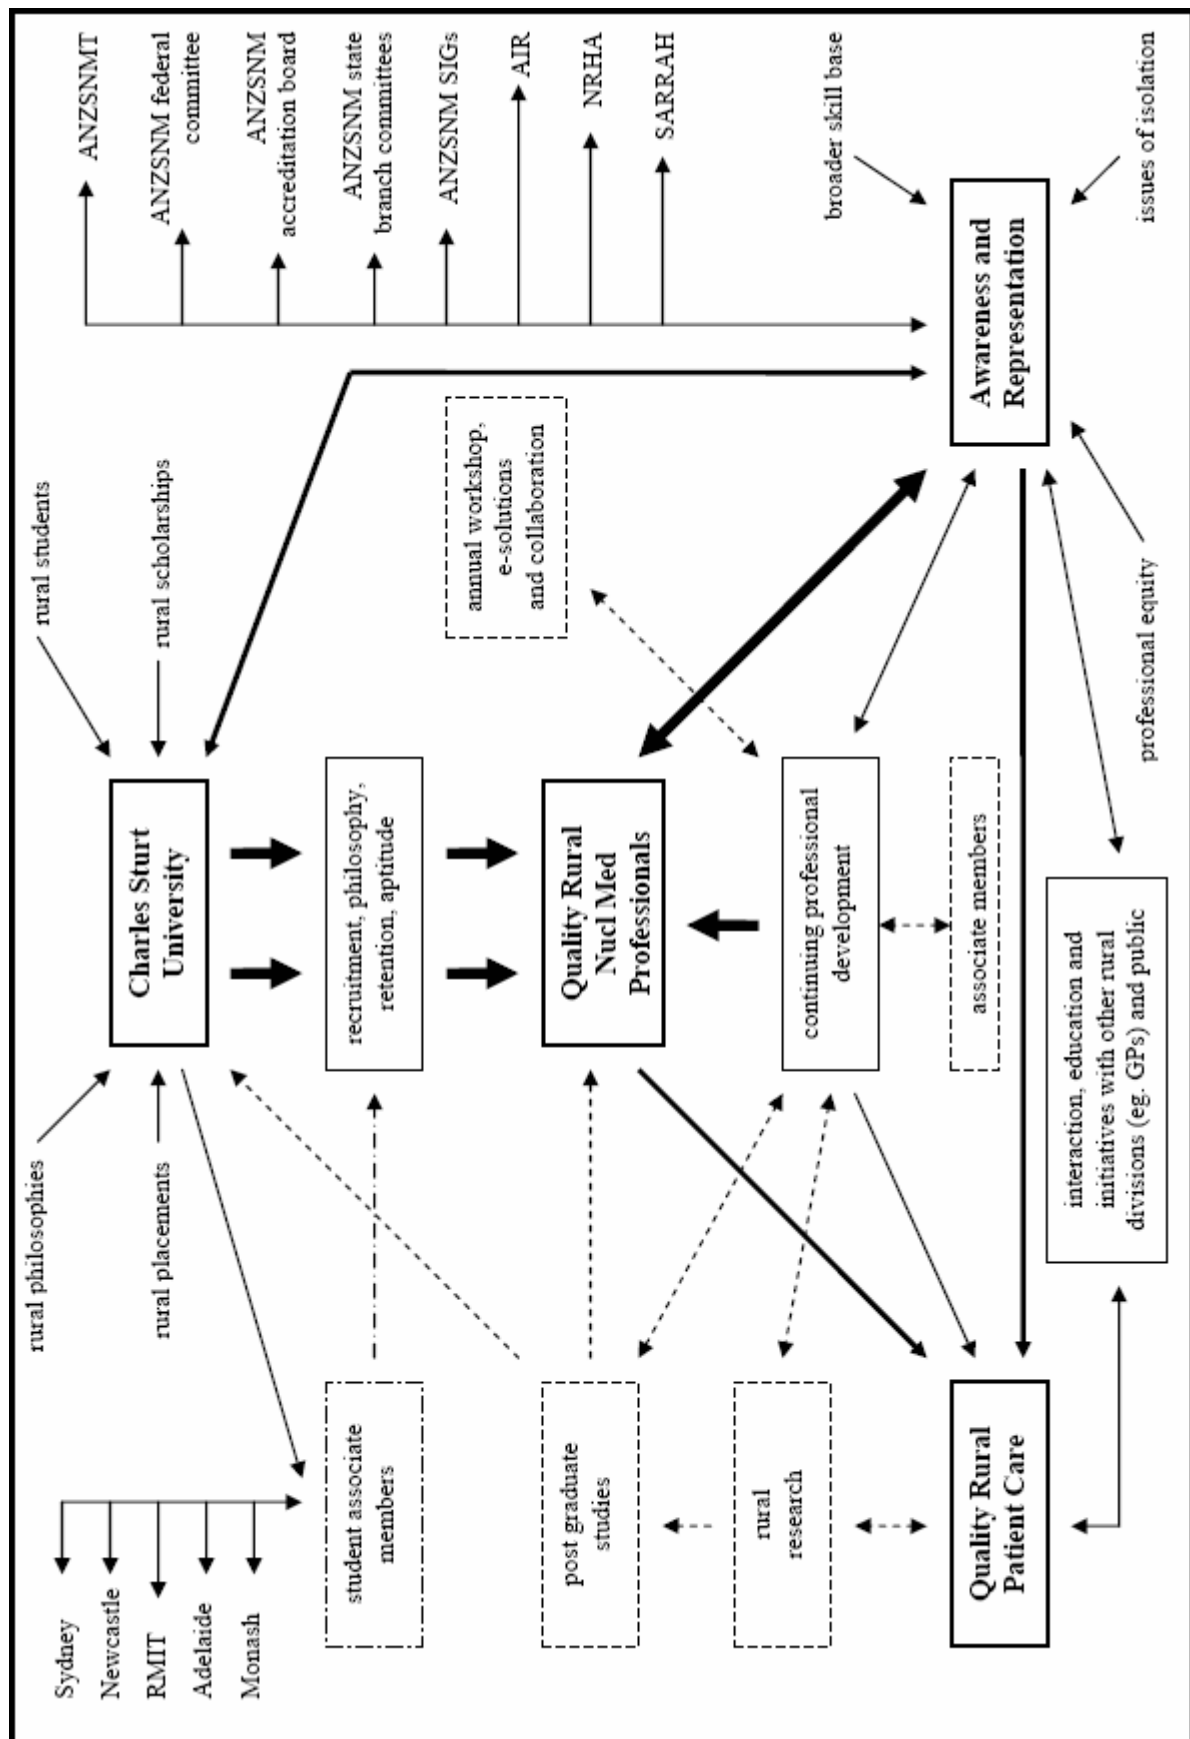 Sydney
Newcastle
RMIT
Adelaide
Monash
rural philosophies
rural placements
rural students
rural scholarships
ANZSNMT
ANZSNM federal
committee
ANZSNM
accreditation board
ANZSNM state
branch committees
ANZSNM SIGs
AIR
NRHA
SARRAH
Charles Sturt
University
student associate
members
recruitment, philosophy,
retention, aptitude
annual workshop,
e-solutions
and collaboration
post graduate
studies
Quality Rural
Nucl Med
Professionals
rural
research
continuing professional
development
broader skill base
Quality Rural
Patient Care
associate members
Awareness and
Representation
interaction, education and
initiatives with other rural
divisions (eg. GPs) and public
professional equity
issues of isolation